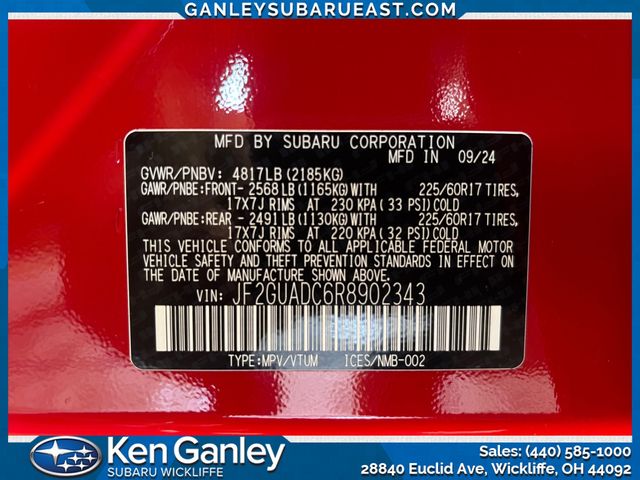 GANLEYSUBARUEAST.COM
MFD BY SUBARU CORPORATION
MFD IN 09/24
GVWR/PNBV: 4817LB(2185KG)
GAWR/PNBE:FRONT-2568LB(1165KG)WITH 225/60R17TIRES,
17X7J RIMS AT 230 KPA(33 PSI)COLD
GAWR/PNBE:REAR -2491LB(1130KG)WITH 225/60R17TIRES,
17X7J RIMS AT 220 KPA(32 PSI)COLD
THIS VEHICLE CONFORMS TO ALL APPLICABLE FEDERAL MOTOR
VEHICLE SAFETY AND THEFT PREVENTION STANDARDS IN EFFECT
ON THE DATE OF MANUFACTURE SHOWN ABOVE.
VIN: JF2GUADC6R8902343
TYPE:MPV/VTUM ICES/NMB-002
Ken Ganley
SUBARU WICKLIFFE
Sales: (440) 585-1000
28840 Euclid Ave, Wickliffe, OH 44092